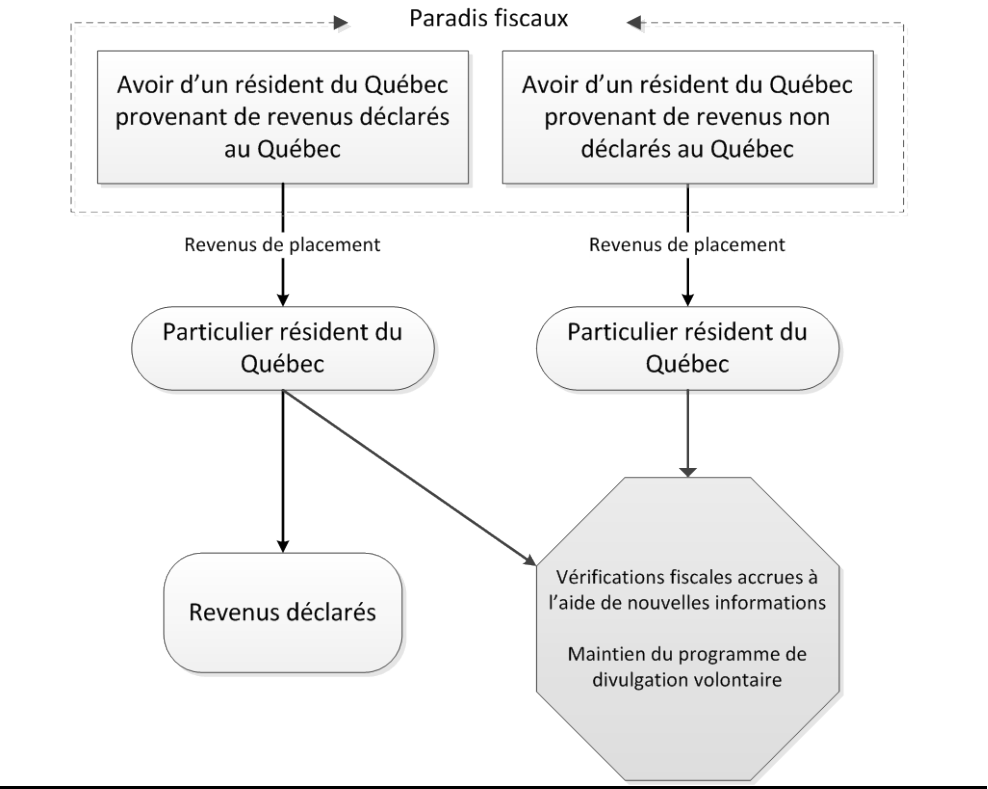 Paradis fiscaux
Avoir d’un résident du Québec
provenant de revenus déclarés
au Québec
Avoir d’un résident du Québec
provenant de revenus non
déclarés au Québec
Revenus de placement
Revenus de placement
Particulier résident du
Québec
Particulier résident du
Québec
Revenus déclarés
Vérifications fiscales accrues à
l’aide de nouvelles informations
Maintien du programme de
divulgation volontaire